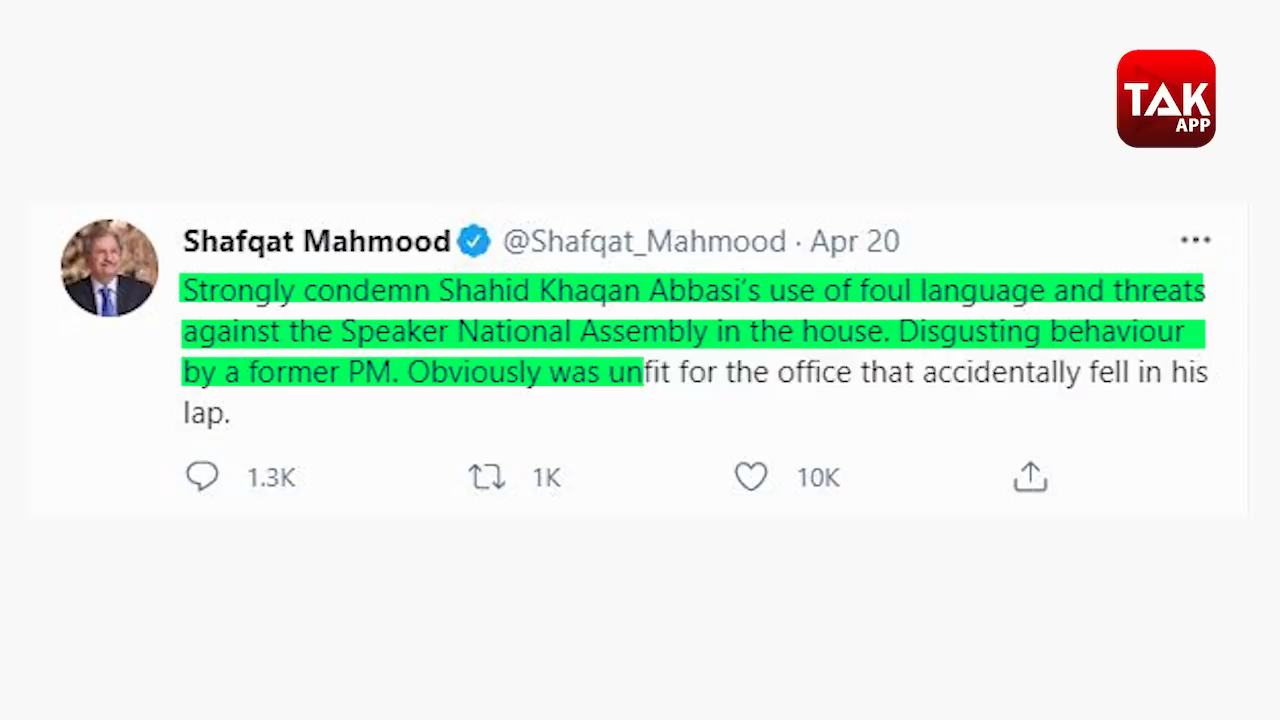 TAK
APP
Shafqat Mahmood @Shafqat_Mahmood · Apr 20
Strongly condemn Shahid Khaqan Abbasi's use of foul language and threats
against the Speaker National Assembly in the house. Disgusting behaviour
by a former PM. Obviously was unfit for the office that accidentally fell in his
lap.
1.3K 1K 10K